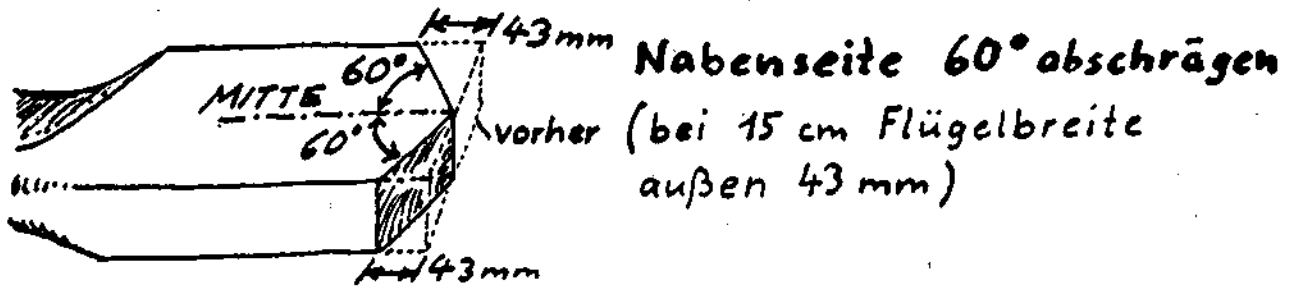 43mm
Nabenseite 60° abschrägen
60°
MITTE
60°
vorher
(bei 15 cm Flügelbreite
außen 43 mm)
43mm